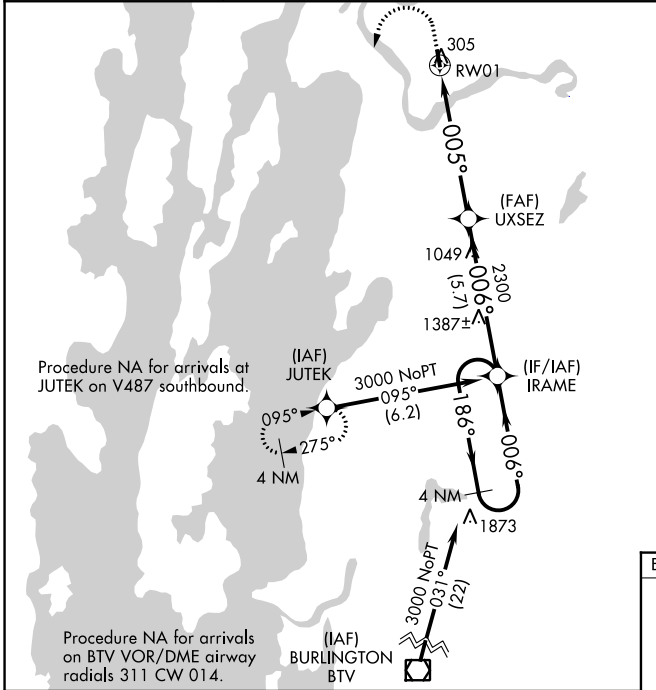 305
RW01
005°
(FAF)
UXSEZ
1049
2300
006°
(5.7)
1387±
(IAF)
JUTEK
Procedure NA for arrivals at
JUTEK on V487 southbound.
3000 NoPT
095°
(6.2)
(IF/IAF)
IRAME
095°
275°
4 NM
186°
006°
4 NM
1873
3000 NoPT
031°
(22)
Procedure NA for arrivals
on BTV VOR/DME airway
radials 311 CW 014.
(IAF)
BURLINGTON
BTV
E